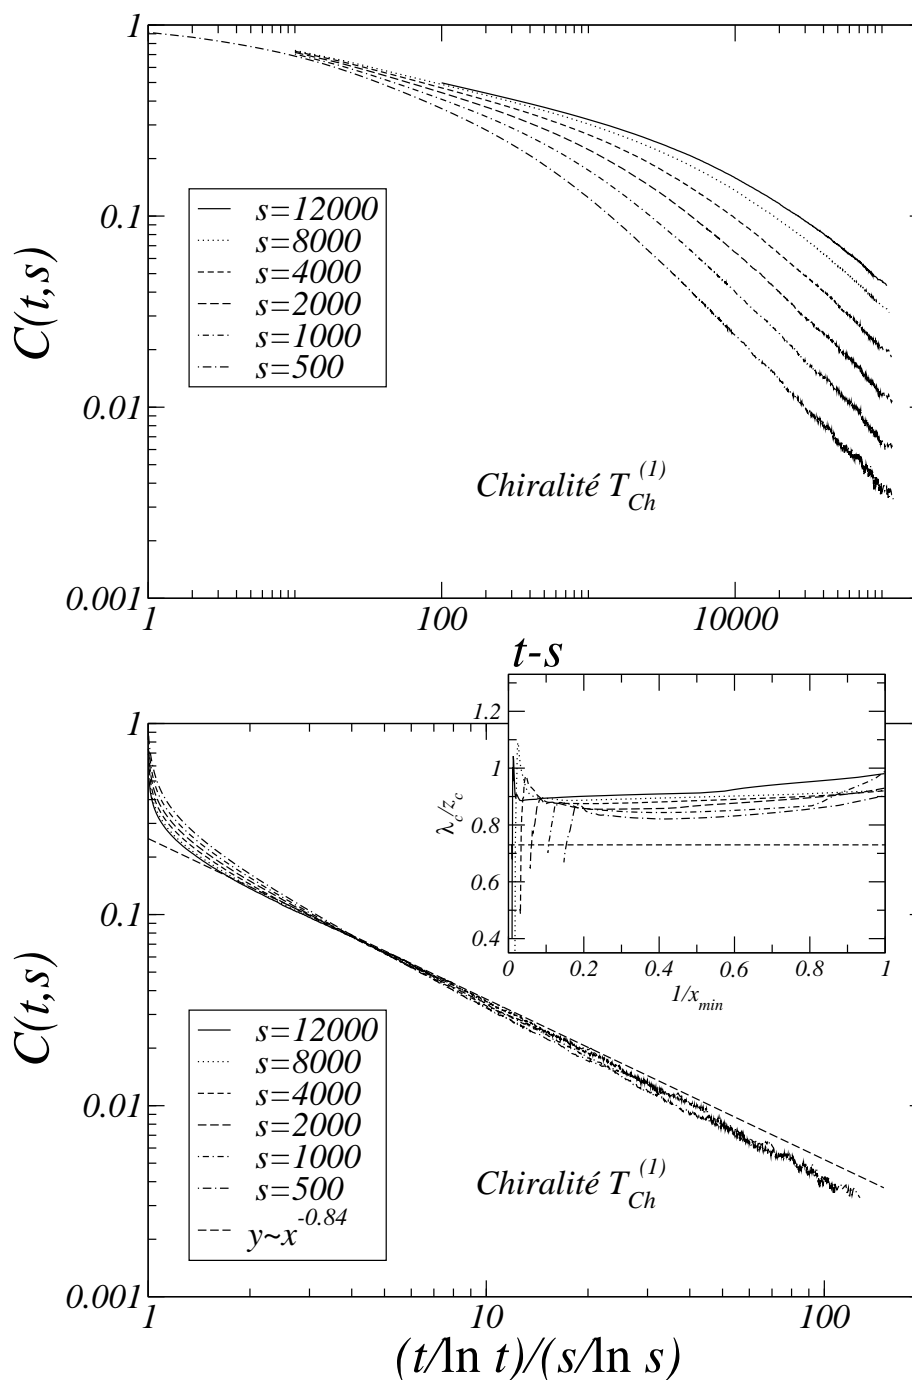 1
0.1
0.01
0.001
C(t,s)
s=12000
s=8000
s=4000
s=2000
s=1000
s=500
Chiralité T_Ch^(1)
1 100 10000
t-s
1
0.1
0.01
0.001
C(t,s)
1.2
1
0.8
0.6
0.4
λ_c/z_c
0 0.2 0.4 0.6 0.8 1
1/x_min
s=12000
s=8000
s=4000
s=2000
s=1000
s=500
y~x^-0.84
Chiralité T_Ch^(1)
1 10 100
(t/ln t)/(s/ln s)